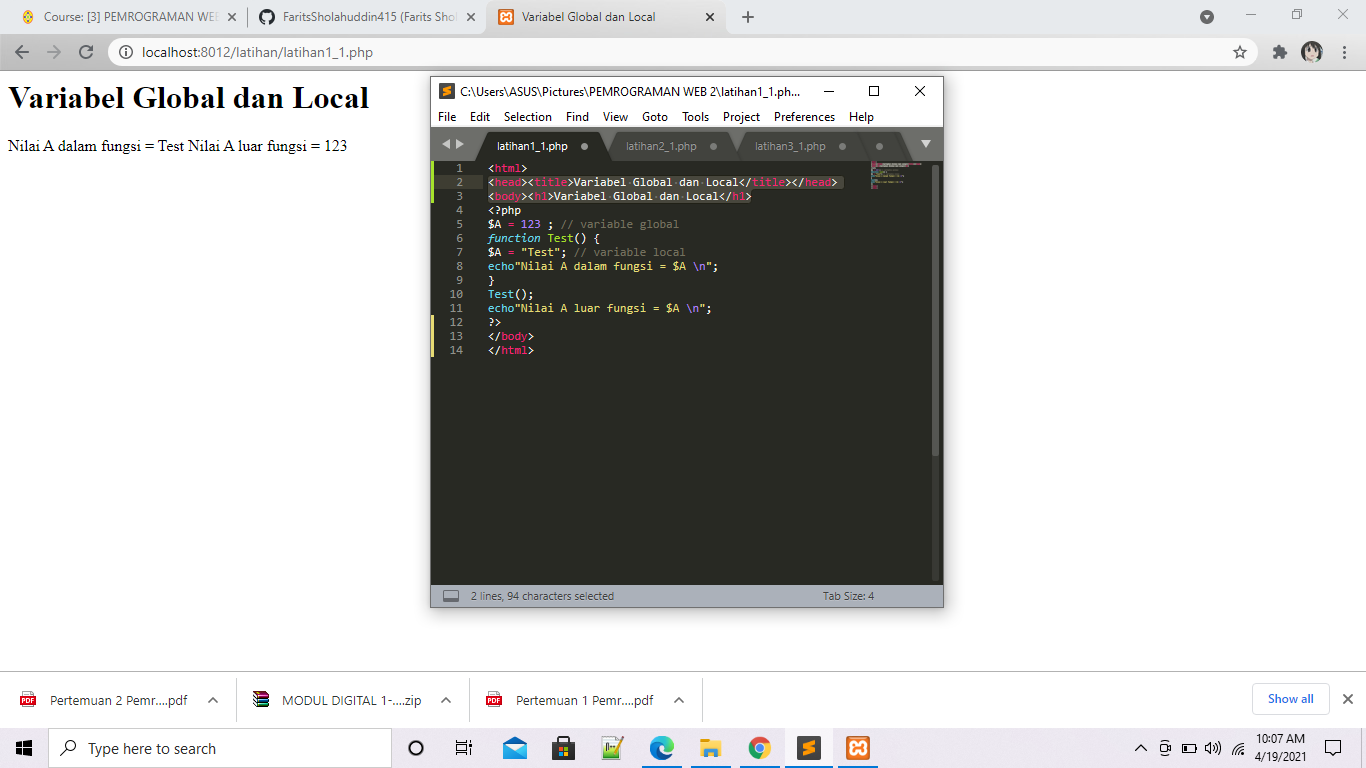 Course: [3] PEMROGRAMAN WEB
FaritsSholahuddin415 (Farits Shol
Variabel Global dan Local
localhost:8012/latihan/latihan1_1.php
Variabel Global dan Local
Nilai A dalam fungsi = Test Nilai A luar fungsi = 123
C:\Users\ASUS\Pictures\PEMROGRAMAN WEB 2\latihan1_1.ph...
File Edit Selection Find View Goto Tools Project Preferences Help
latihan1_1.php latihan2_1.php latihan3_1.php
1 <html>
2 <head><title>Variabel Global dan Local</title></head>
3 <body><h1>Variabel Global dan Local</h1>
4 <?php
5 $A = 123 ; // variable global
6 function Test() {
7 $A = "Test"; // variable local
8 echo"Nilai A dalam fungsi = $A \n";
9 }
10 Test();
11 echo"Nilai A luar fungsi = $A \n";
12 ?>
13 </body>
14 </html>
2 lines, 94 characters selected Tab Size: 4
Pertemuan 2 Pemr....pdf
MODUL DIGITAL 1-....zip
Pertemuan 1 Pemr....pdf
Show all
Type here to search
10:07 AM
4/19/2021